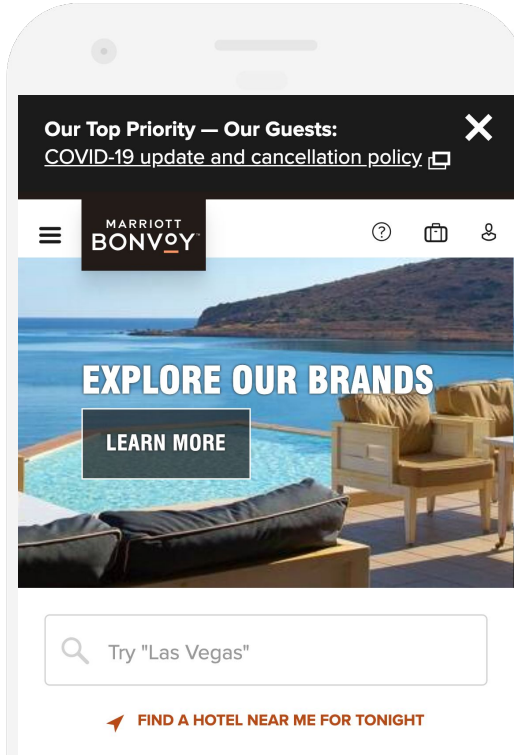 Our Top Priority — Our Guests:
COVID-19 update and cancellation policy
MARRIOTT
BONVOY™
EXPLORE OUR BRANDS
LEARN MORE
Try "Las Vegas"
FIND A HOTEL NEAR ME FOR TONIGHT